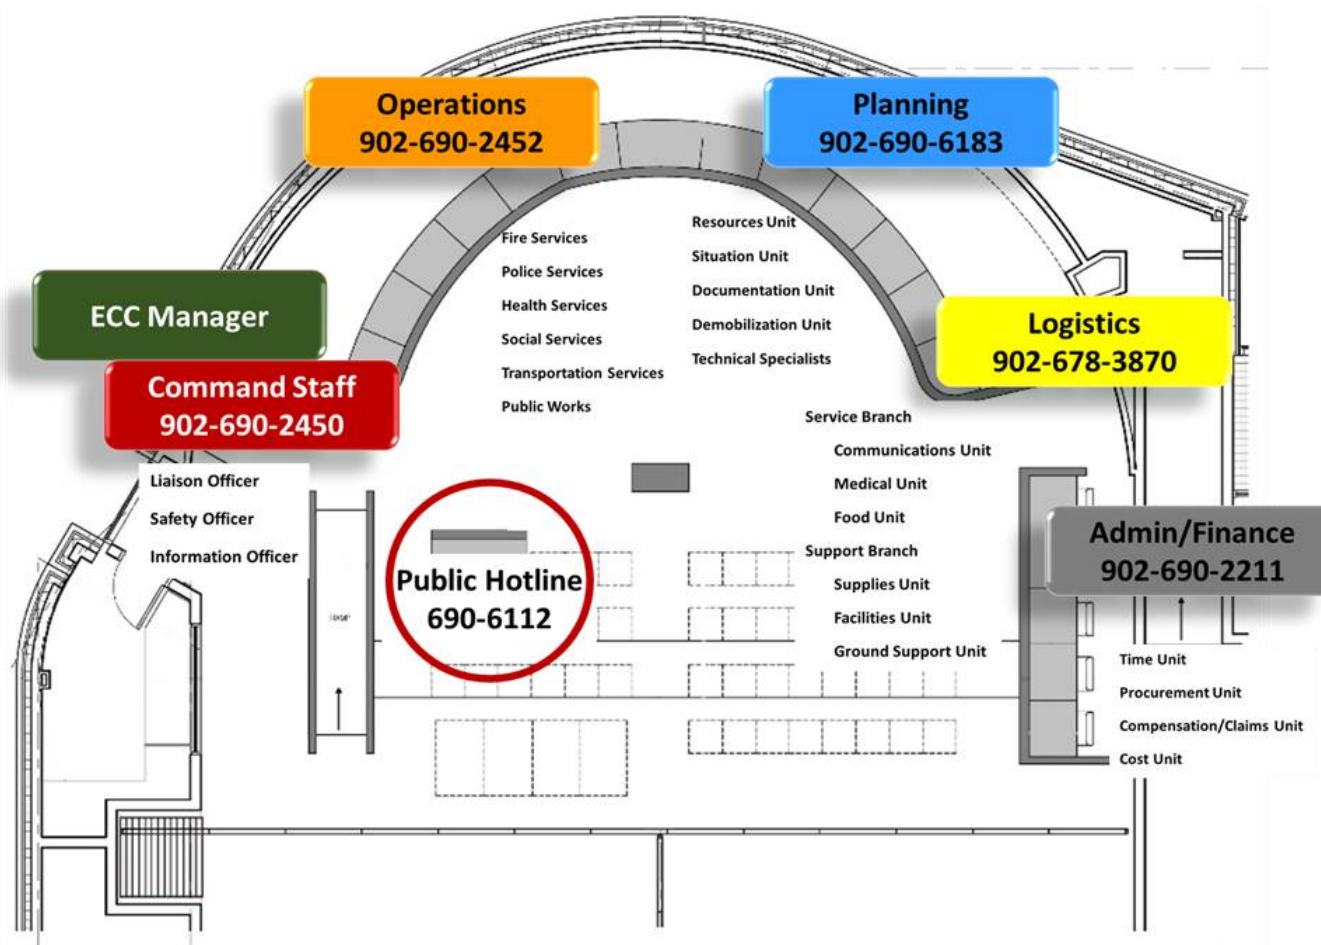 Operations
902-690-2452
Planning
902-690-6183
Fire Services
Police Services
Health Services
Social Services
Transportation Services
Public Works
Resources Unit
Situation Unit
Documentation Unit
Demobilization Unit
Technical Specialists
ECC Manager
Command Staff
902-690-2450
Liaison Officer
Safety Officer
Information Officer
Logistics
902-678-3870
Service Branch
Communications Unit
Medical Unit
Food Unit
Support Branch
Supplies Unit
Facilities Unit
Ground Support Unit
Public Hotline
690-6112
Admin/Finance
902-690-2211
Time Unit
Procurement Unit
Compensation/Claims Unit
Cost Unit